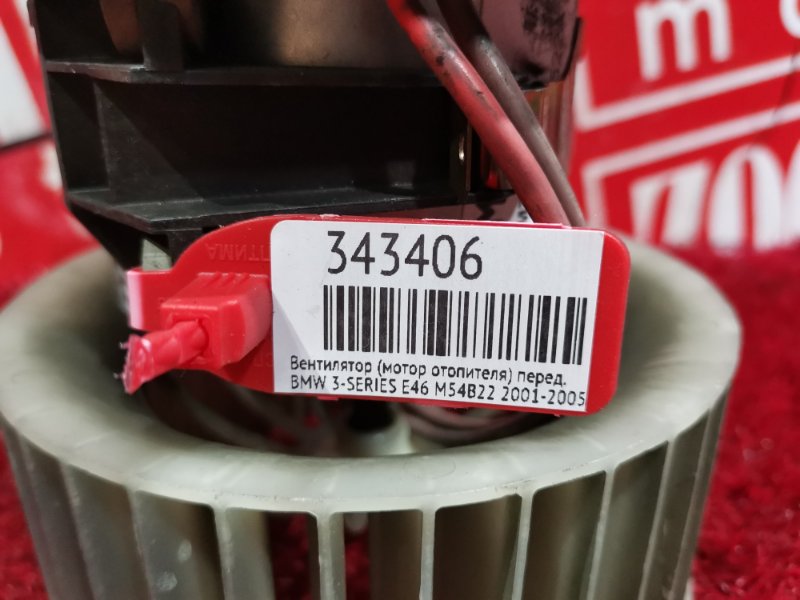 343406
Вентилятор (мотор отопителя) перед.
BMW 3-SERIES E46 M54B22 2001-2005